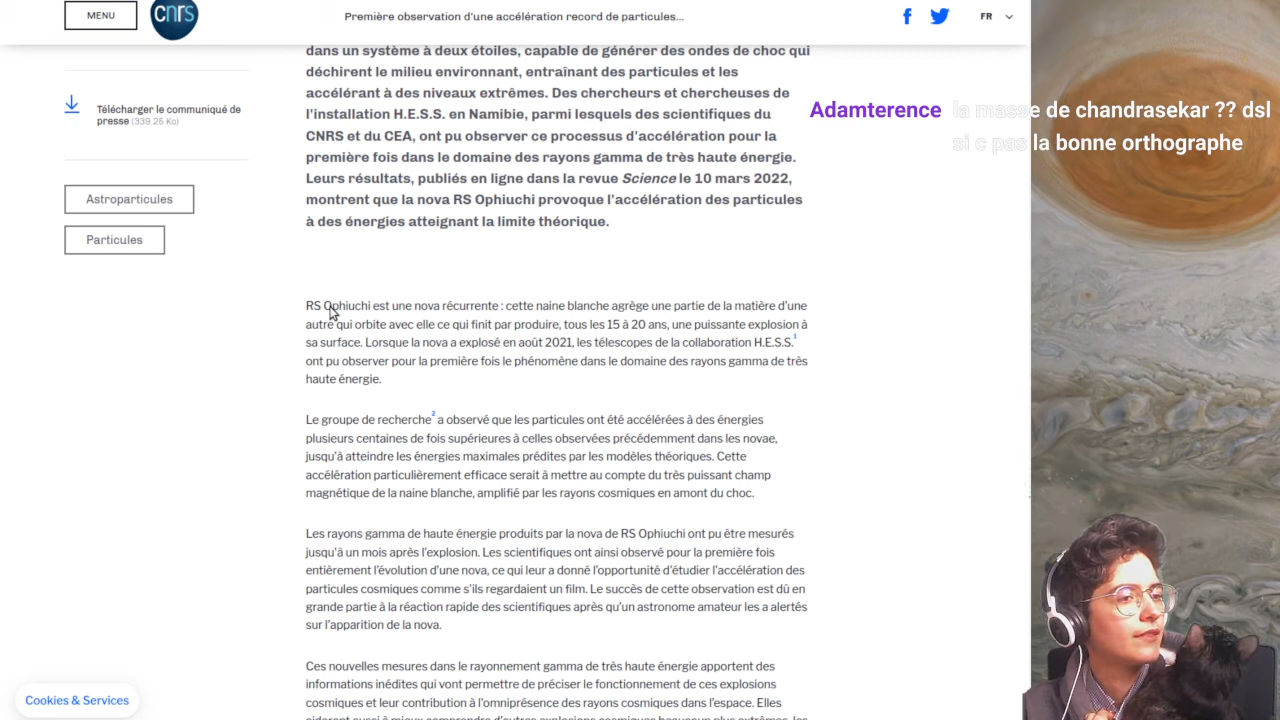 MENU
cnrs
Première observation d'une accélération record de particules...
FR
dans un système à deux étoiles, capable de générer des ondes de choc qui
déchirent le milieu environnant, entraînant des particules et les
accélérant à des niveaux extrêmes. Des chercheurs et chercheuses de
l'installation H.E.S.S. en Namibie, parmi lesquels des scientifiques du
CNRS et du CEA, ont pu observer ce processus d'accélération pour la
première fois dans le domaine des rayons gamma de très haute énergie.
Leurs résultats, publiés en ligne dans la revue Science le 10 mars 2022,
montrent que la nova RS Ophiuchi provoque l'accélération des particules
à des énergies atteignant la limite théorique.
Télécharger le communiqué de
presse (339.25 Ko)
Astroparticules
Particules
Adamterence la masse de chandrasekar ?? dsl
si c pas la bonne orthographe
RS Ophiuchi est une nova récurrente : cette naine blanche agrège une partie de la matière d'une
autre qui orbite avec elle ce qui finit par produire, tous les 15 à 20 ans, une puissante explosion à
sa surface. Lorsque la nova a explosé en août 2021, les télescopes de la collaboration H.E.S.S.1
ont pu observer pour la première fois le phénomène dans le domaine des rayons gamma de très
haute énergie.
Le groupe de recherche2 a observé que les particules ont été accélérées à des énergies
plusieurs centaines de fois supérieures à celles observées précédemment dans les novae,
jusqu'à atteindre les énergies maximales prédites par les modèles théoriques. Cette
accélération particulièrement efficace serait à mettre au compte du très puissant champ
magnétique de la naine blanche, amplifié par les rayons cosmiques en amont du choc.
Les rayons gamma de haute énergie produits par la nova de RS Ophiuchi ont pu être mesurés
jusqu'à un mois après l'explosion. Les scientifiques ont ainsi observé pour la première fois
entièrement l'évolution d'une nova, ce qui leur a donné l'opportunité d'étudier l'accélération des
particules cosmiques comme s'ils regardaient un film. Le succès de cette observation est dû en
grande partie à la réaction rapide des scientifiques après qu'un astronome amateur les a alertés
sur l'apparition de la nova.
Ces nouvelles mesures dans le rayonnement gamma de très haute énergie apportent des
informations inédites qui vont permettre de préciser le fonctionnement de ces explosions
cosmiques et leur contribution à l'omniprésence des rayons cosmiques dans l'espace. Elles
aideront aussi à mieux comprendre d'autres explosions cosmiques beaucoup plus extrêmes, les
Cookies & Services